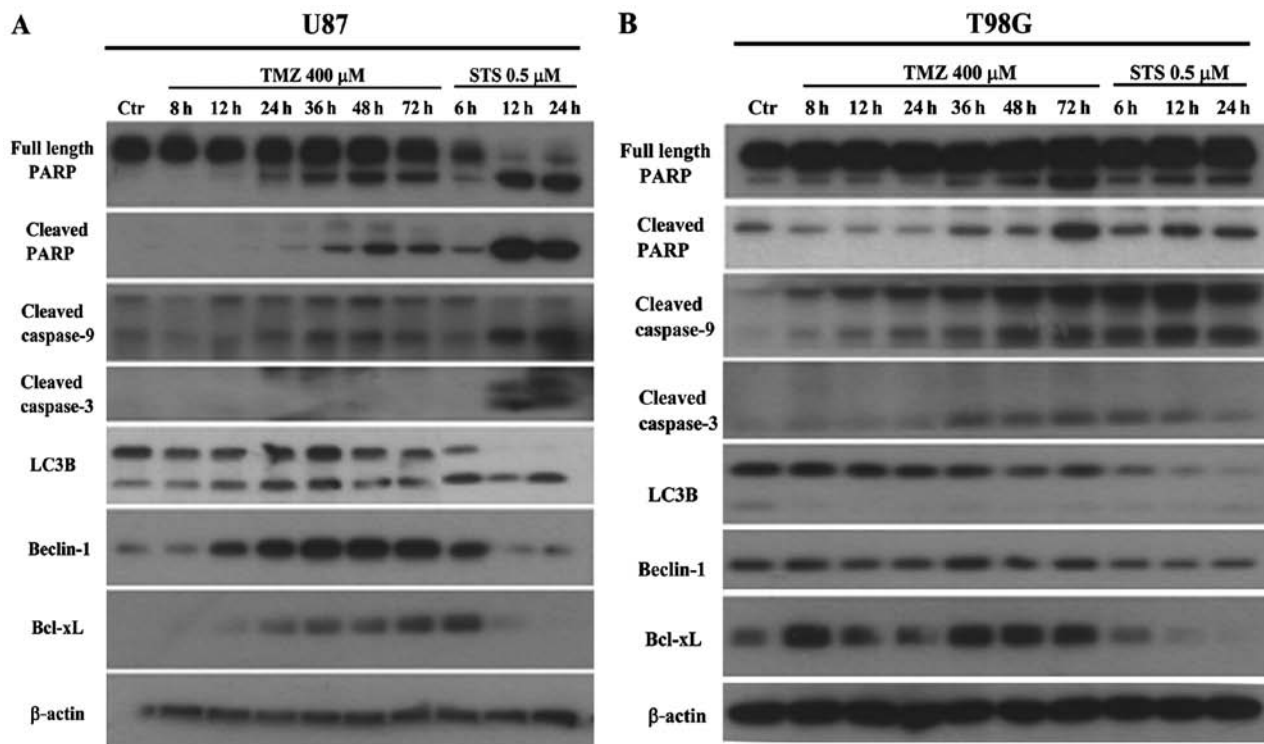 A
U87
TMZ 400 µM
STS 0.5 µM
Ctr 8 h 12 h 24 h 36 h 48 h 72 h 6 h 12 h 24 h
Full length
PARP
Cleaved
PARP
Cleaved
caspase-9
Cleaved
caspase-3
LC3B
Beclin-1
Bcl-xL
β-actin
B
T98G
TMZ 400 µM
STS 0.5 µM
Ctr 8 h 12 h 24 h 36 h 48 h 72 h 6 h 12 h 24 h
Full length
PARP
Cleaved
PARP
Cleaved
caspase-9
Cleaved
caspase-3
LC3B
Beclin-1
Bcl-xL
β-actin